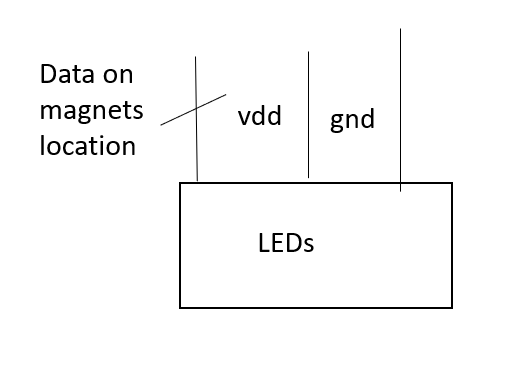 Data on
magnets
location
vdd
gnd
LEDs